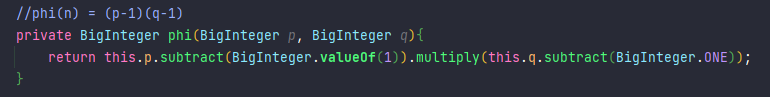 //phi(n) = (p-1)(q-1)
private BigInteger phi(BigInteger p, BigInteger q){
    return this.p.subtract(BigInteger.valueOf(1)).multiply(this.q.subtract(BigInteger.ONE));
}